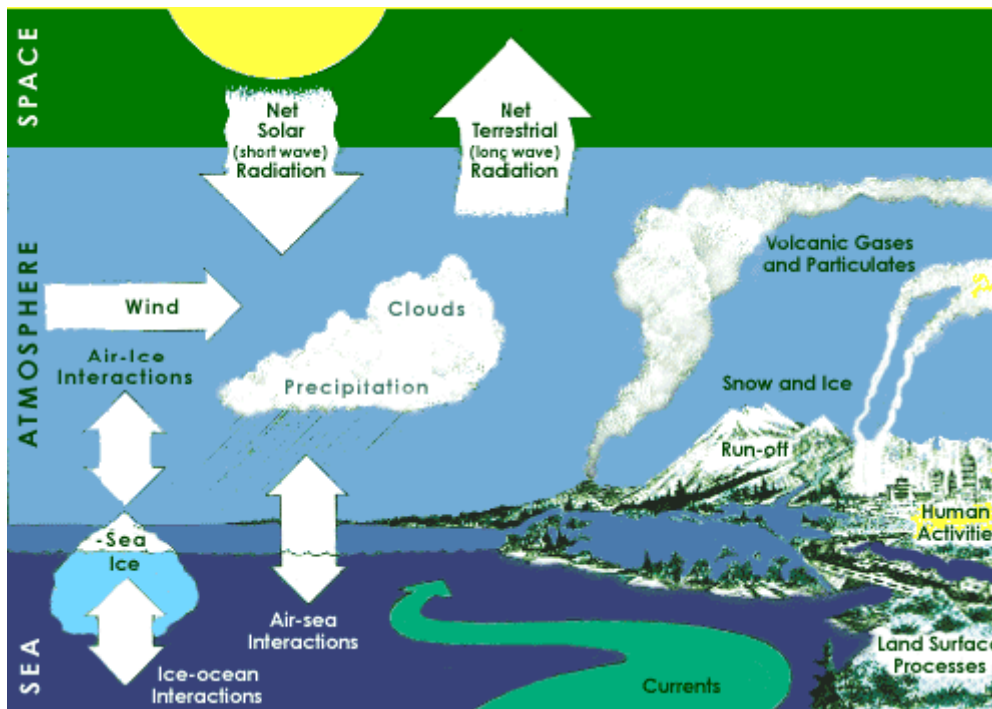 SPACE
Net
Solar
(short wave)
Radiation
Net
Terrestrial
(long wave)
Radiation
ATMOSPHERE
Volcanic Gases
and Particulates
Wind
Clouds
Air-Ice
Interactions
Precipitation
Snow and Ice
Run-off
Human
Activitie
-Sea
Ice
SEA
Air-sea
Interactions
Ice-ocean
Interactions
Currents
Land Surface
Processes